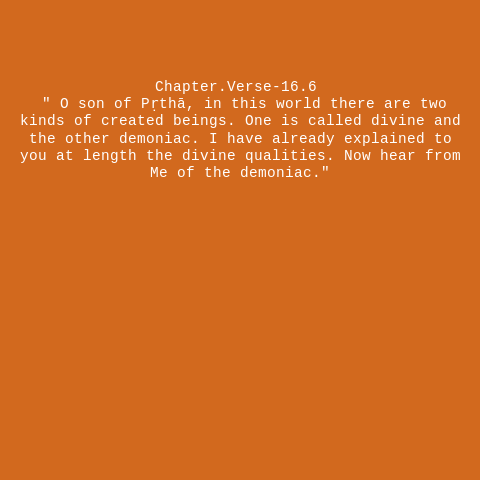 Chapter.Verse-16.6
" O son of Pṛthā, in this world there are two
kinds of created beings. One is called divine and
the other demoniac. I have already explained to
you at length the divine qualities. Now hear from
Me of the demoniac."